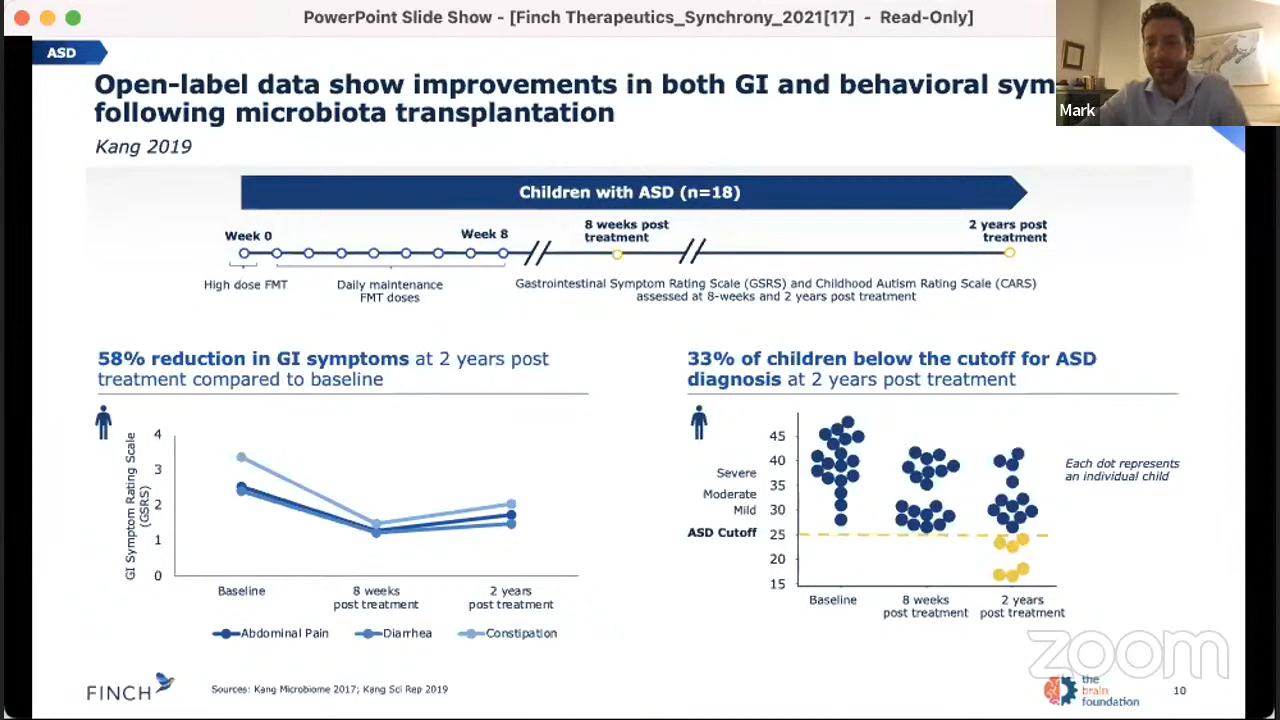 PowerPoint Slide Show - [Finch Therapeutics_Synchrony_2021[17] - Read-Only]
ASD
Open-label data show improvements in both GI and behavioral sym
following microbiota transplantation
Mark
Kang 2019
Children with ASD (n=18)
Week 0
Week 8
8 weeks post
treatment
2 years post
treatment
High dose FMT
Daily maintenance
FMT doses
Gastrointestinal Symptom Rating Scale (GSRS) and Childhood Autism Rating Scale (CARS)
assessed at 8-weeks and 2 years post treatment
58% reduction in GI symptoms at 2 years post
treatment compared to baseline
GI Symptom Rating Scale
(GSRS)
4
3
2
1
0
Baseline
8 weeks
post treatment
2 years
post treatment
Abdominal Pain
Diarrhea
Constipation
33% of children below the cutoff for ASD
diagnosis at 2 years post treatment
Severe
Moderate
Mild
ASD Cutoff
45
40
35
30
25
20
15
Each dot represents
an individual child
Baseline
8 weeks
post treatment
2 years
post treatment
zoom
FINCH
Sources: Kang Microbiome 2017; Kang Sci Rep 2019
the
brain
foundation
10